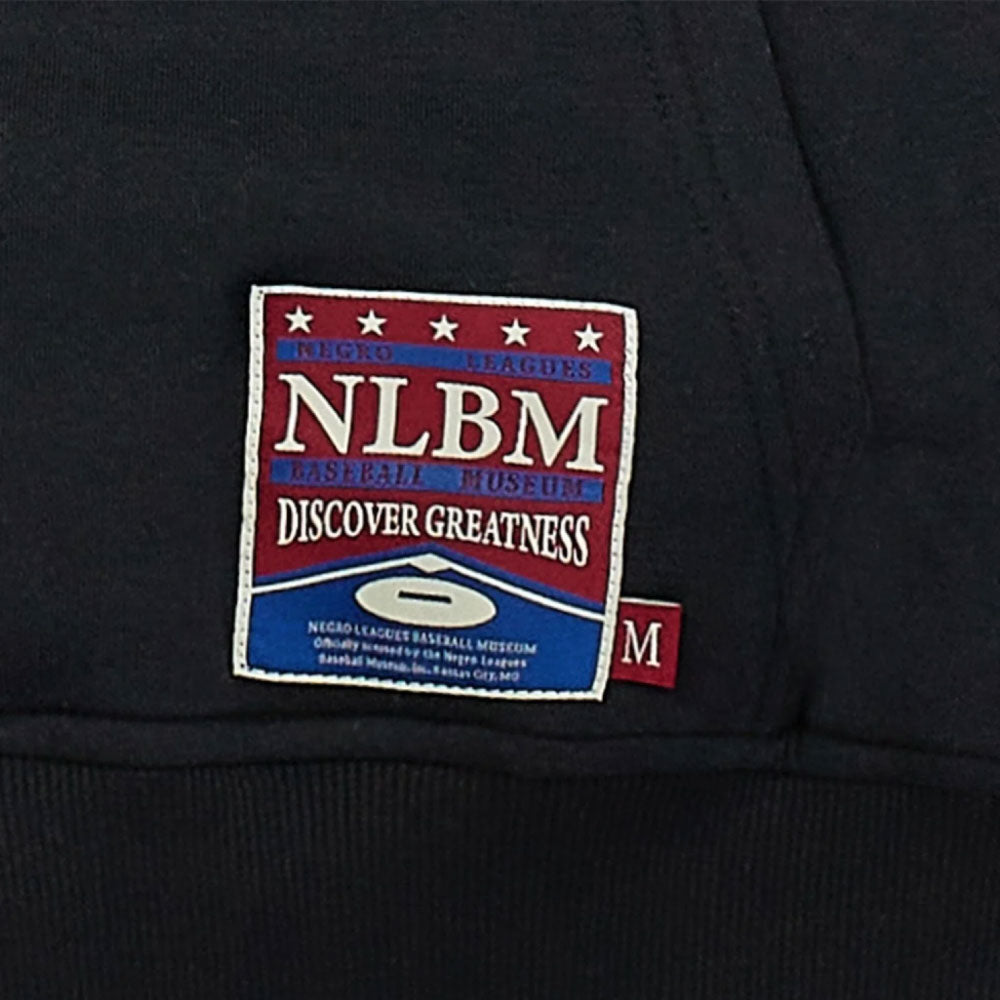 NEGRO LEAGUES
NLBM
BASEBALL MUSEUM
DISCOVER GREATNESS
NEGRO LEAGUES BASEBALL MUSEUM
Officially licensed by the Negro Leagues
Baseball Museum, Inc. Kansas City, MO
M